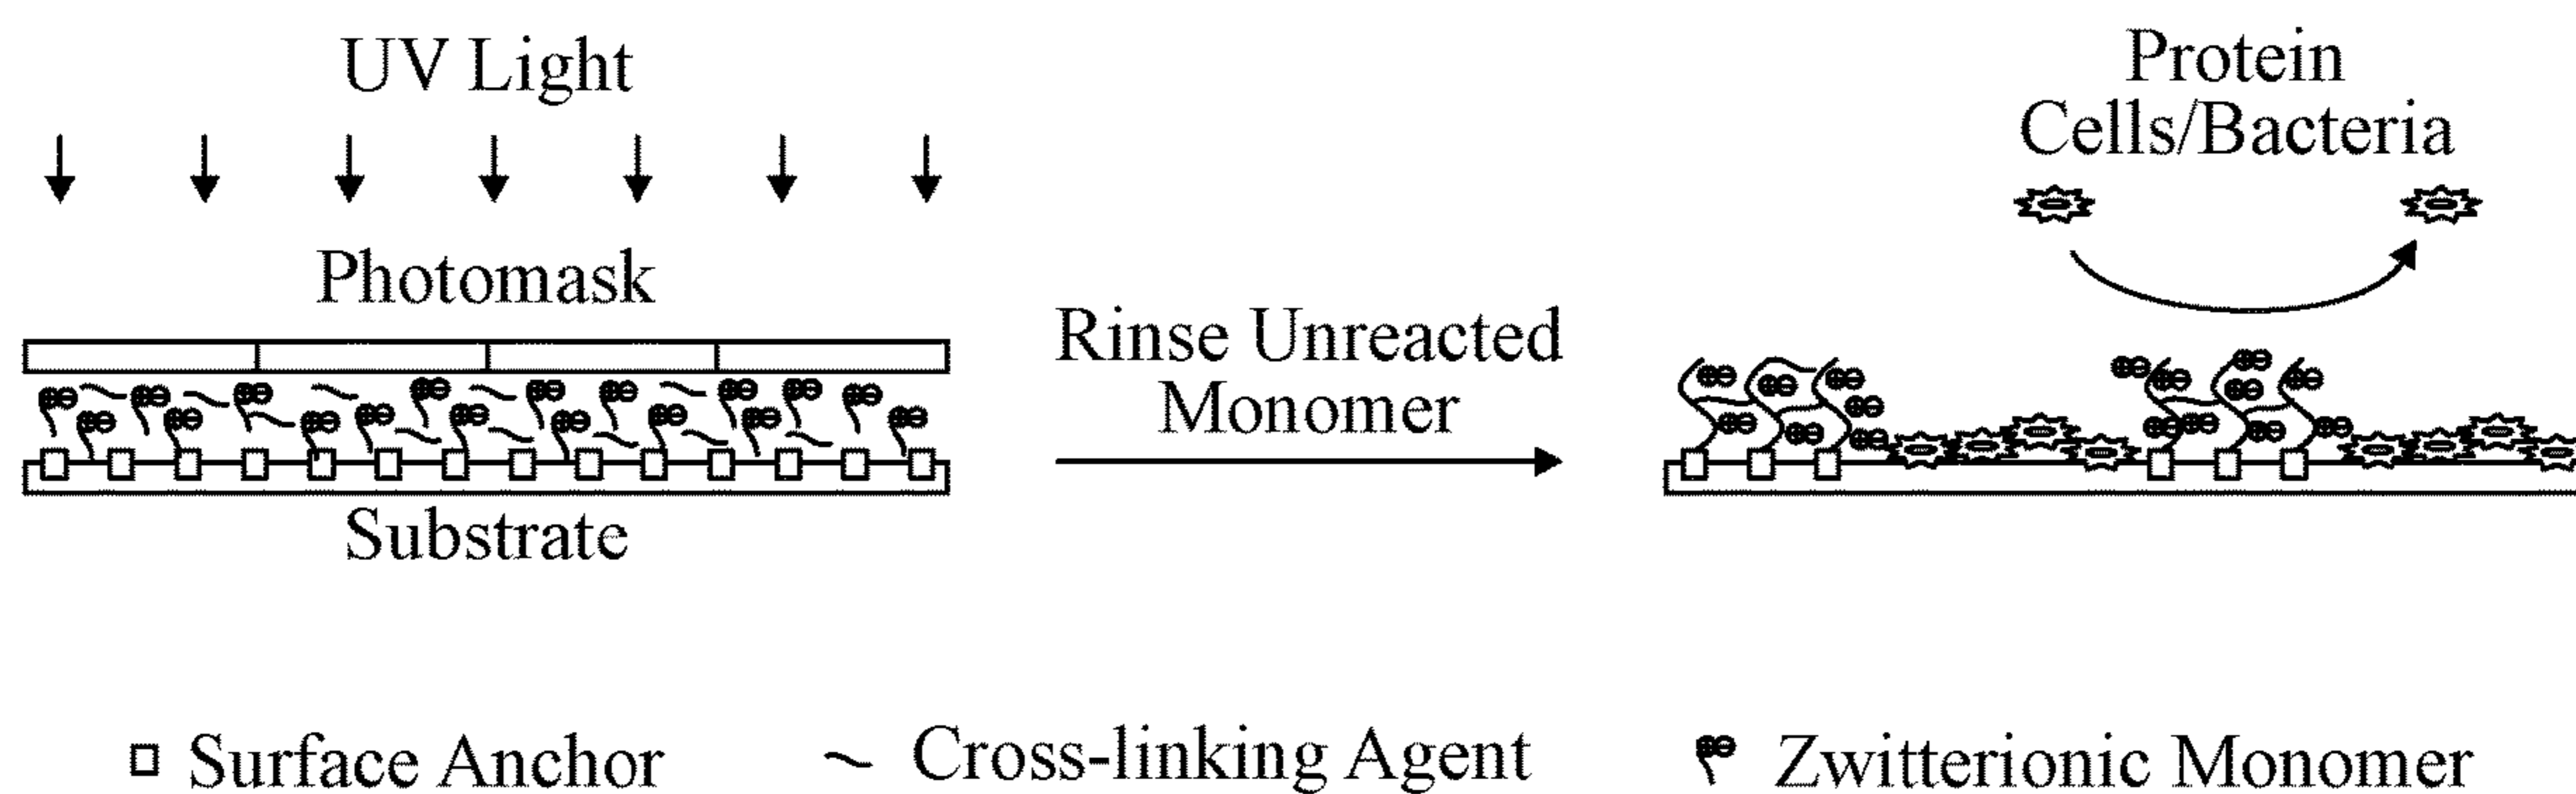 UV Light
Photomask
Substrate
Rinse Unreacted
Monomer
Protein
Cells/Bacteria
Surface Anchor
Cross-linking Agent
Zwitterionic Monomer